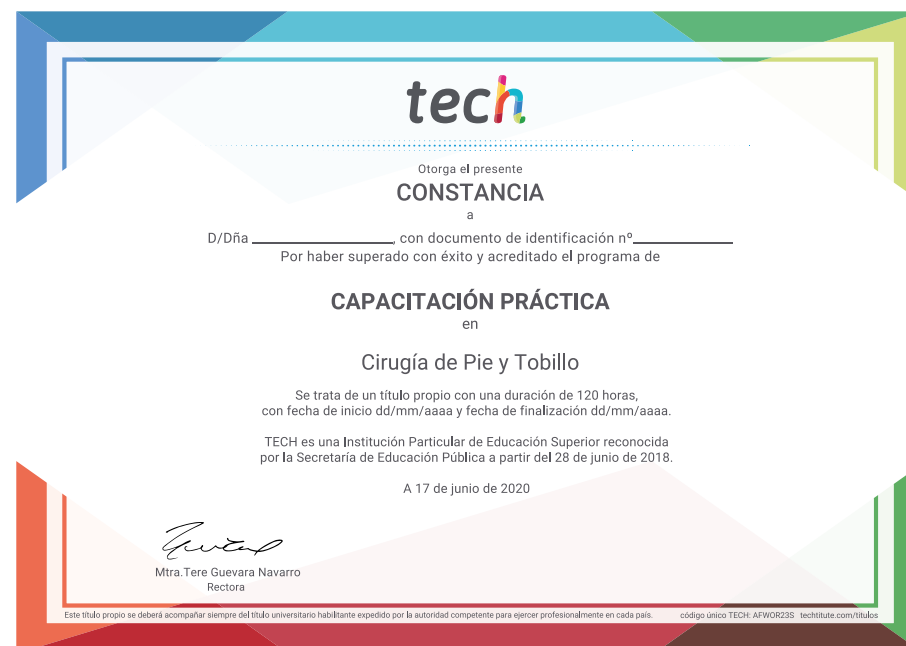 tech
Otorga el presente
CONSTANCIA
a
D/Dña ____________________, con documento de identificación nº______________
Por haber superado con éxito y acreditado el programa de
CAPACITACIÓN PRÁCTICA
en
Cirugía de Pie y Tobillo
Se trata de un título propio con una duración de 120 horas,
con fecha de inicio dd/mm/aaaa y fecha de finalización dd/mm/aaaa.
TECH es una Institución Particular de Educación Superior reconocida
por la Secretaría de Educación Pública a partir del 28 de junio de 2018.
A 17 de junio de 2020
Mtra.Tere Guevara Navarro
Rectora
Este título propio se deberá acompañar siempre del título universitario habilitante expedido por la autoridad competente para ejercer profesionalmente en cada país. código único TECH: AFWOR23S techtitute.com/titulos